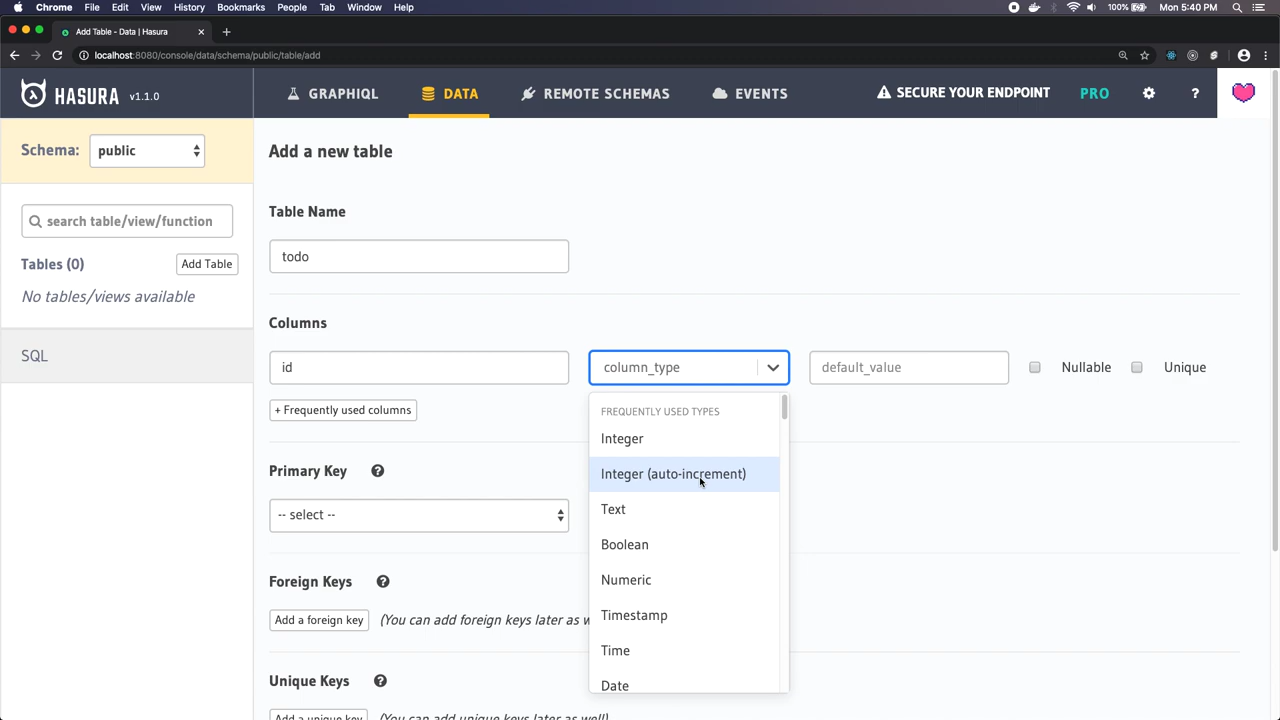 Chrome File Edit View History Bookmarks People Tab Window Help 100% Mon 5:40 PM
Add Table - Data | Hasura
localhost:8080/console/data/schema/public/table/add
HASURA v1.1.0 GRAPHIQL DATA REMOTE SCHEMAS EVENTS SECURE YOUR ENDPOINT PRO ?
Schema: public
search table/view/function
Tables (0) Add Table
No tables/views available
SQL
Add a new table
Table Name
todo
Columns
id column_type default_value Nullable Unique
+ Frequently used columns
FREQUENTLY USED TYPES
Integer
Integer (auto-increment)
Text
Boolean
Numeric
Timestamp
Time
Date
Primary Key ?
-- select --
Foreign Keys ?
Add a foreign key (You can add foreign keys later as w
Unique Keys ?
Add a unique key (You can add unique keys later as well)